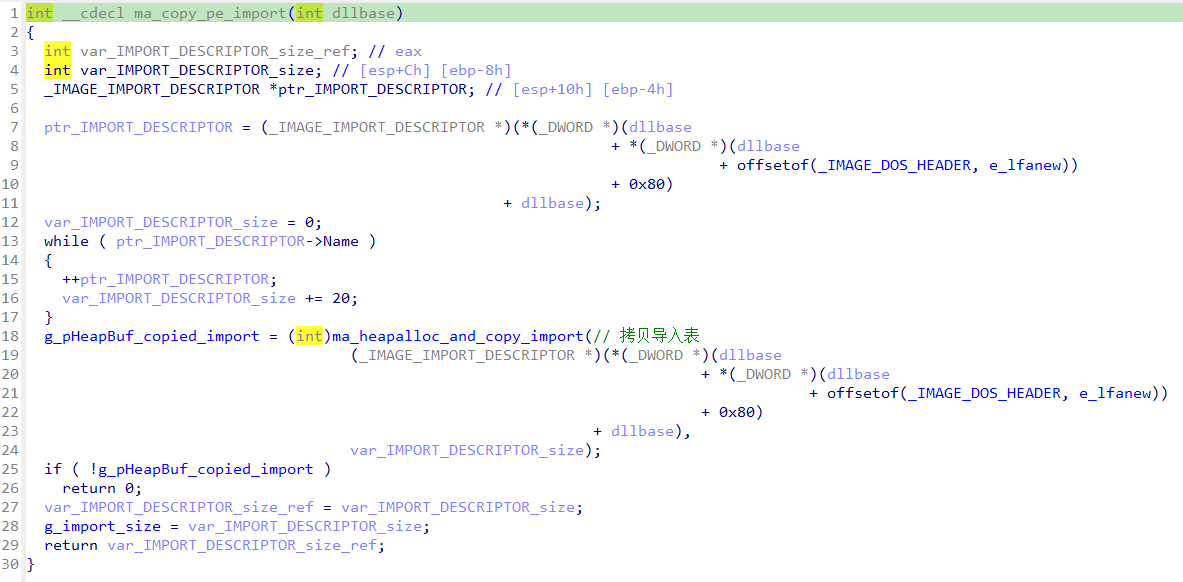 1 int __cdecl ma_copy_pe_import(int dllbase)
2 {
3 int var_IMPORT_DESCRIPTOR_size_ref; // eax
4 int var_IMPORT_DESCRIPTOR_size; // [esp+Ch] [ebp-8h]
5 _IMAGE_IMPORT_DESCRIPTOR *ptr_IMPORT_DESCRIPTOR; // [esp+10h] [ebp-4h]
6
7 ptr_IMPORT_DESCRIPTOR = (_IMAGE_IMPORT_DESCRIPTOR *)(*(_DWORD *)(dllbase
8 + *(_DWORD *)(dllbase
9 + offsetof(_IMAGE_DOS_HEADER, e_lfanew))
10 + 0x80)
11 + dllbase);
12 var_IMPORT_DESCRIPTOR_size = 0;
13 while ( ptr_IMPORT_DESCRIPTOR->Name )
14 {
15 ++ptr_IMPORT_DESCRIPTOR;
16 var_IMPORT_DESCRIPTOR_size += 20;
17 }
18 g_pHeapBuf_copied_import = (int)ma_heapalloc_and_copy_import(// 拷贝导入表
19 (_IMAGE_IMPORT_DESCRIPTOR *)(*(_DWORD *)(dllbase
20 + *(_DWORD *)(dllbase
21 + offsetof(_IMAGE_DOS_HEADER, e_lfanew))
22 + 0x80)
23 + dllbase),
24 var_IMPORT_DESCRIPTOR_size);
25 if ( !g_pHeapBuf_copied_import )
26 return 0;
27 var_IMPORT_DESCRIPTOR_size_ref = var_IMPORT_DESCRIPTOR_size;
28 g_import_size = var_IMPORT_DESCRIPTOR_size;
29 return var_IMPORT_DESCRIPTOR_size_ref;
30 }